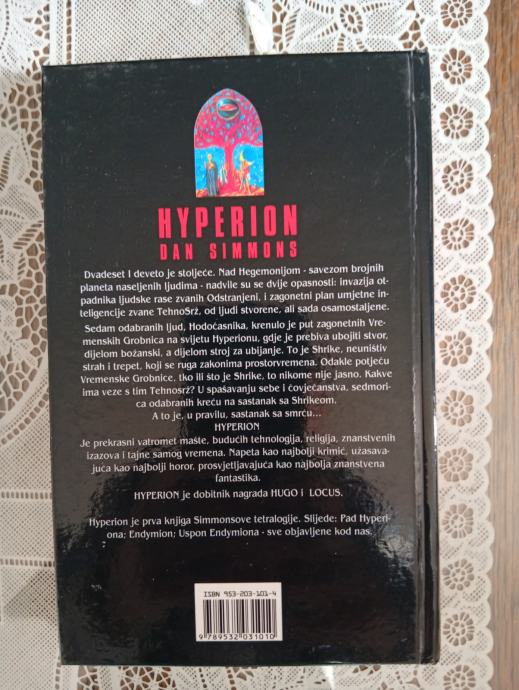 HYPERION
DAN SIMMONS
Dvadeset I deveto je stoljeće. Nad Hegemonijom - savezom brojnih
planeta naseljenih ljudima - nadvile su se dvije opasnosti: invazija ot-
padnika ljudske rase zvanih Odstranjeni, i zagonetni plan umjetne in-
teligencije zvane TehnoSrž, od ljudi stvorene, ali sada osamostaljene.
Sedam odabranih ljud, Hodoćasnika, krenulo je put zagonetnih Vre-
menskih Grobnica na svijetu Hyperionu, gdje je prebiva ubojiti stvor,
dijelom božanski, a dijelom stroj za ubijanje. To je Shrike, neunistiv
strah i trepet, koji se ruga zakonima prostorvremena. Odakle potjeću
Vremenske Grobnice, tko ili što je Shrike, to nikome nije jasno. Kakve
ima veze s tim Tehnosrž? U spašavanju sebe i čovječanstva, sedmori-
ca odabranih kreću na sastanak sa Shrikeom.
A to je, u pravilu, sastanak sa smrću...
HYPERION
Je prekrasni vatromet mašte, budućih tehnologija, religija, znanstvenih
izazova i tajne samog vremena. Napeta kao najbolji krimić, užasava-
juća kao najbolji horor, prosvjetljavajuća kao najbolja znanstvena
fantastika.
HYPERION je dobitnik nagrada HUGO i LOCUS.
Hyperion je prva knjiga Simmonsove tetralogije. Slijede: Pad Hyperi-
ona; Endymion; Uspon Endymiona - sve objavljene kod nas.
ISBN 953-203-101-4
9 789532 031010